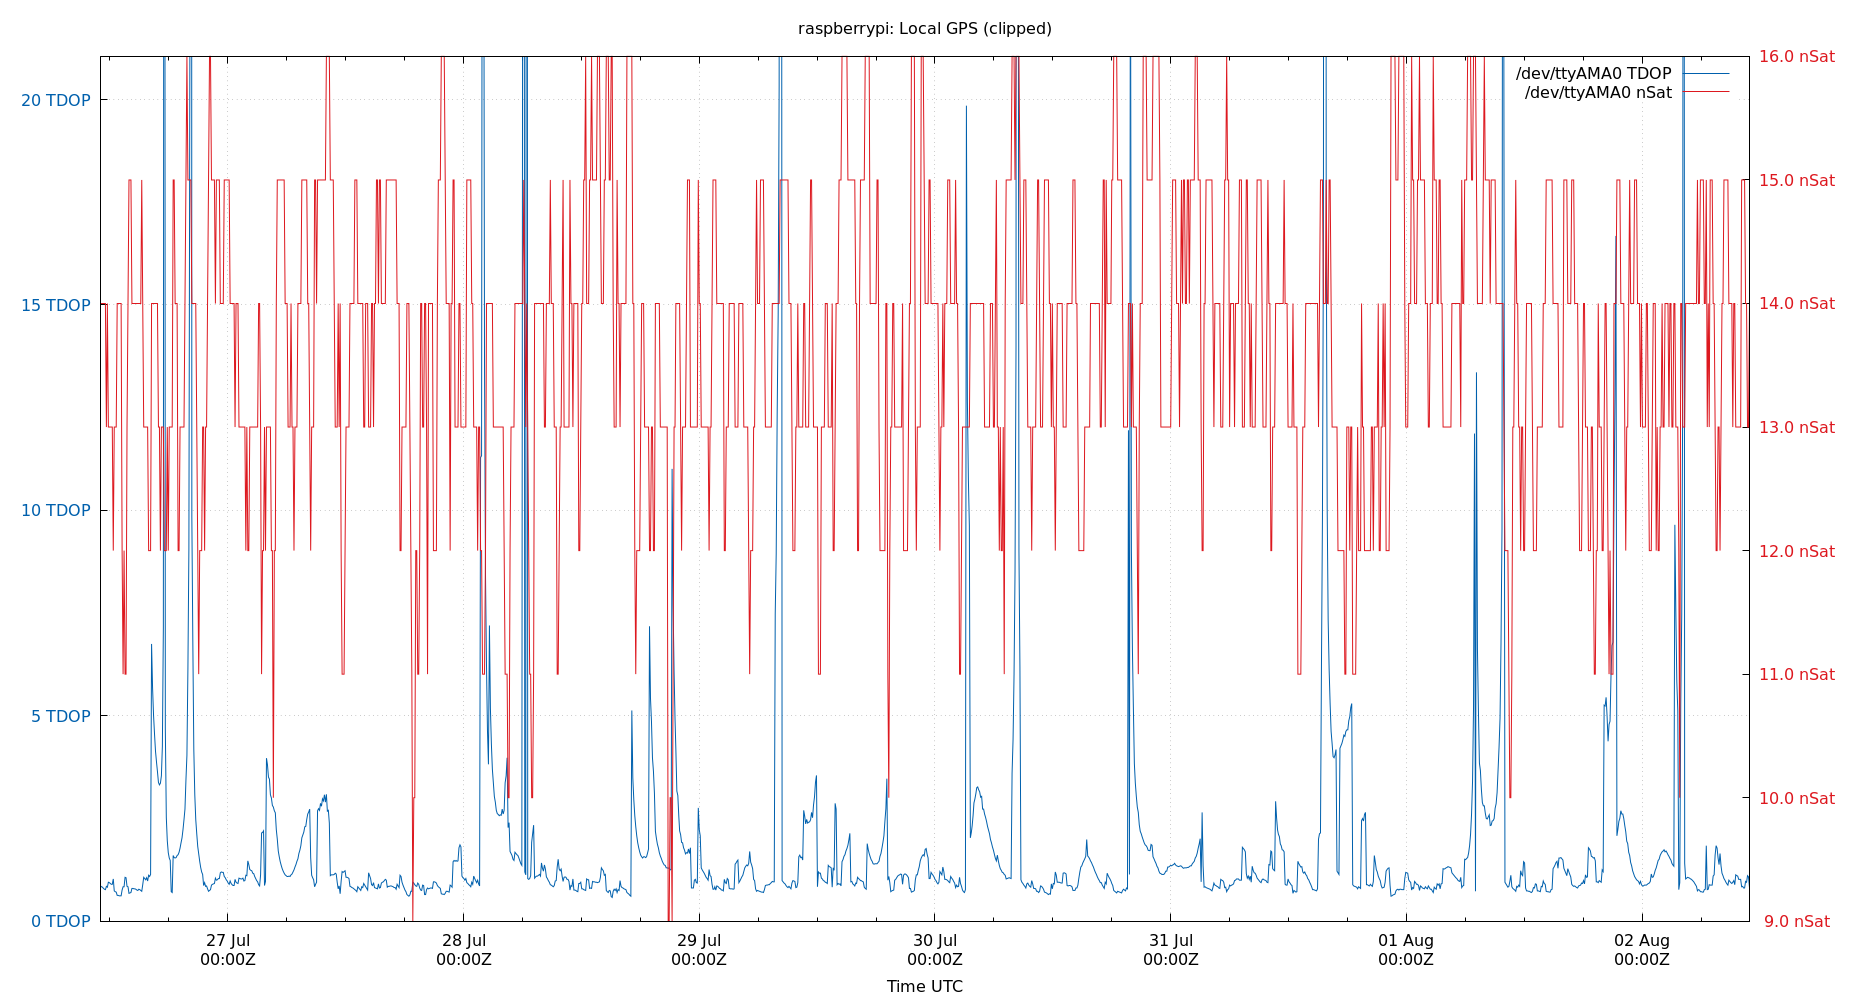 raspberrypi: Local GPS (clipped)
/dev/ttyAMA0 TDOP
/dev/ttyAMA0 nSat
20 TDOP
15 TDOP
10 TDOP
5 TDOP
0 TDOP
16.0 nSat
15.0 nSat
14.0 nSat
13.0 nSat
12.0 nSat
11.0 nSat
10.0 nSat
9.0 nSat
27 Jul 28 Jul 29 Jul 30 Jul 31 Jul 01 Aug 02 Aug
00:00Z 00:00Z 00:00Z 00:00Z 00:00Z 00:00Z 00:00Z
Time UTC